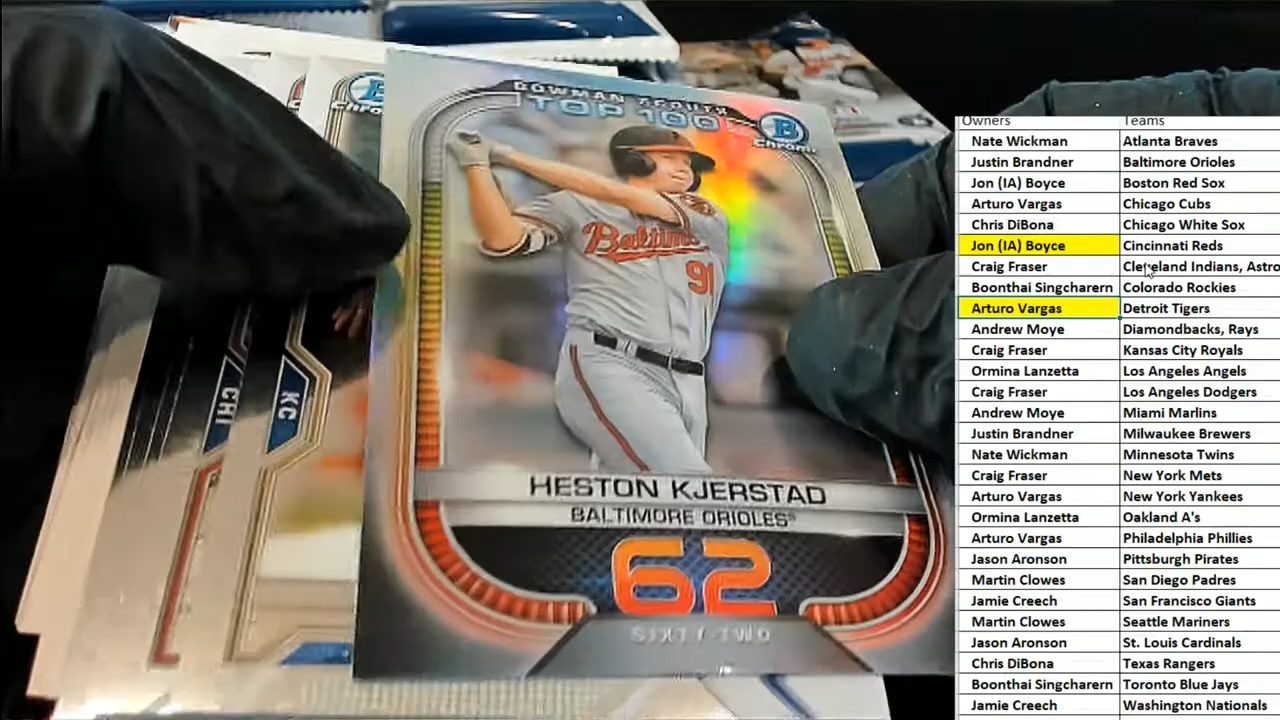 BOWMAN SCOUTS
TOP 100
B
Chrome
Baltim
91
HESTON KJERSTAD
BALTIMORE ORIOLES
62
SIXTY-TWO
CHI
KC
Owners Teams
Nate Wickman Atlanta Braves
Justin Brandner Baltimore Orioles
Jon (IA) Boyce Boston Red Sox
Arturo Vargas Chicago Cubs
Chris DiBona Chicago White Sox
Jon (IA) Boyce Cincinnati Reds
Craig Fraser Cleveland Indians, Astro
Boonthai Singcharern Colorado Rockies
Arturo Vargas Detroit Tigers
Andrew Moye Diamondbacks, Rays
Craig Fraser Kansas City Royals
Ormina Lanzetta Los Angeles Angels
Craig Fraser Los Angeles Dodgers
Andrew Moye Miami Marlins
Justin Brandner Milwaukee Brewers
Nate Wickman Minnesota Twins
Craig Fraser New York Mets
Arturo Vargas New York Yankees
Ormina Lanzetta Oakland A's
Arturo Vargas Philadelphia Phillies
Jason Aronson Pittsburgh Pirates
Martin Clowes San Diego Padres
Jamie Creech San Francisco Giants
Martin Clowes Seattle Mariners
Jason Aronson St. Louis Cardinals
Chris DiBona Texas Rangers
Boonthai Singcharern Toronto Blue Jays
Jamie Creech Washington Nationals